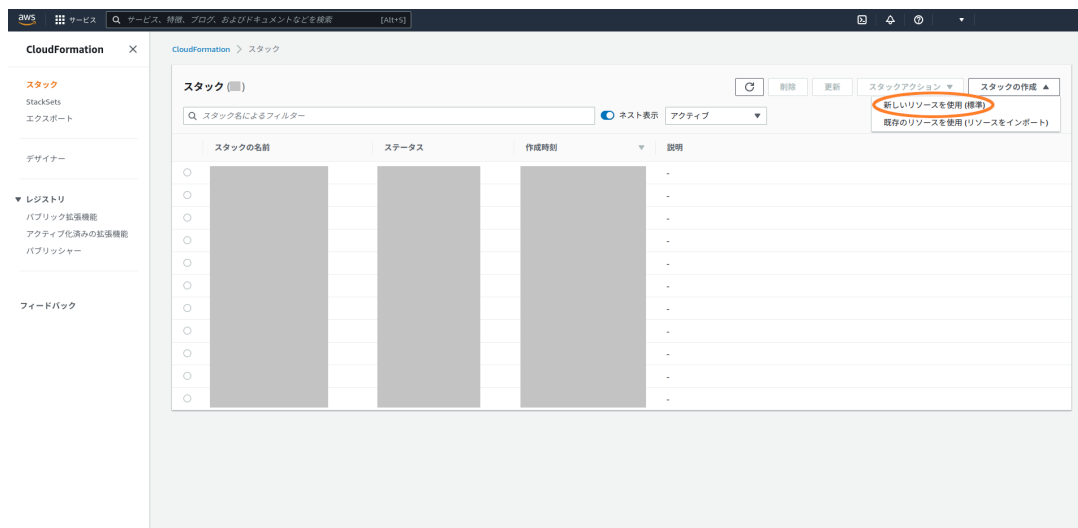 aws サービス サービス、特徴、ブログ、およびドキュメントなどを検索 [Alt+S]
CloudFormation
CloudFormation > スタック
スタック
StackSets
エクスポート
デザイナー
▼ レジストリ
パブリック拡張機能
アクティブ化済みの拡張機能
パブリッシャー
フィードバック
スタック ( )
削除 更新 スタックアクション ▼ スタックの作成 ▲
新しいリソースを使用 (標準)
既存のリソースを使用 (リソースをインポート)
スタック名によるフィルター
ネスト表示 アクティブ ▼
スタックの名前 ステータス 作成時刻 ▼ 説明
-
-
-
-
-
-
-
-
-
-
-